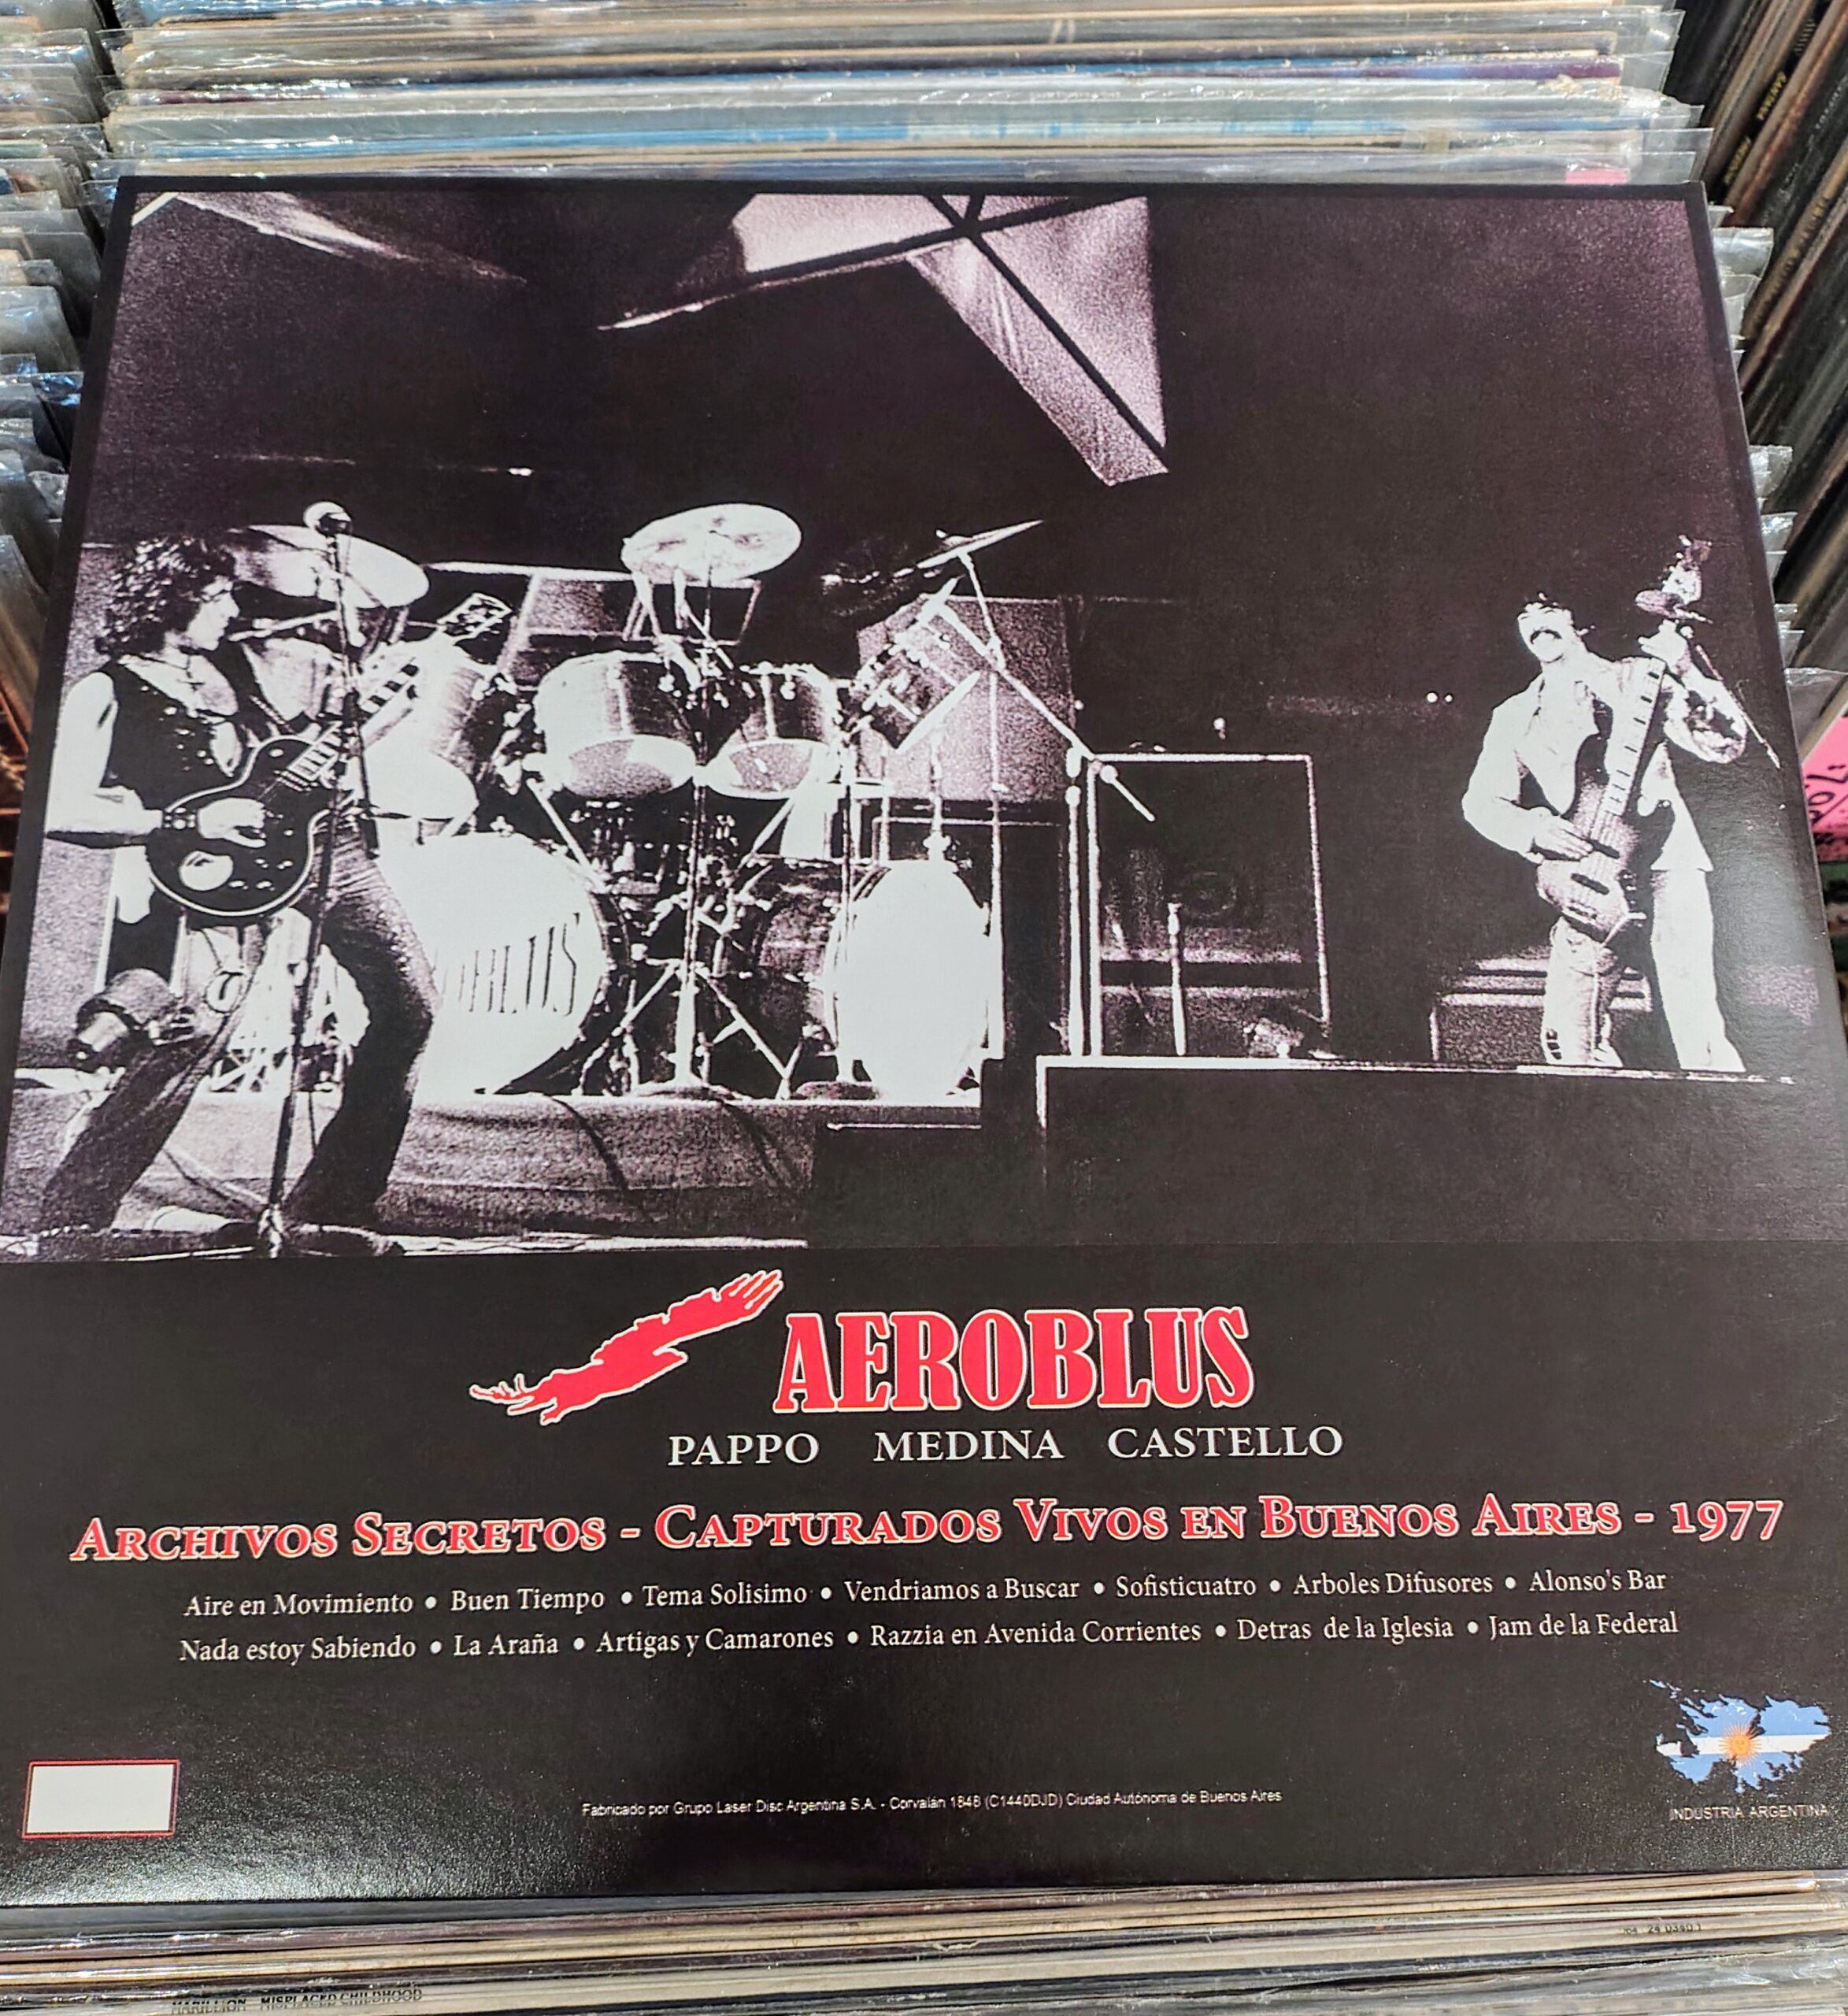 OBLUS
AEROBLUS
PAPPO MEDINA CASTELLO
ARCHIVOS SECRETOS - CAPTURADOS VIVOS EN BUENOS AIRES - 1977
Aire en Movimiento • Buen Tiempo • Tema Solisimo • Vendriamos a Buscar • Sofisticuatro • Arboles Difusores • Alonso's Bar
Nada estoy Sabiendo • La Araña • Artigas y Camarones • Razzia en Avenida Corrientes • Detras de la Iglesia • Jam de la Federal
Fabricado por Grupo Laser Disc Argentina S.A. - Corvalán 1848 (C1440DJD) Ciudad Autónoma de Buenos Aires
INDUSTRIA ARGENTINA
MARILLION MISPLACED CHILDHOOD